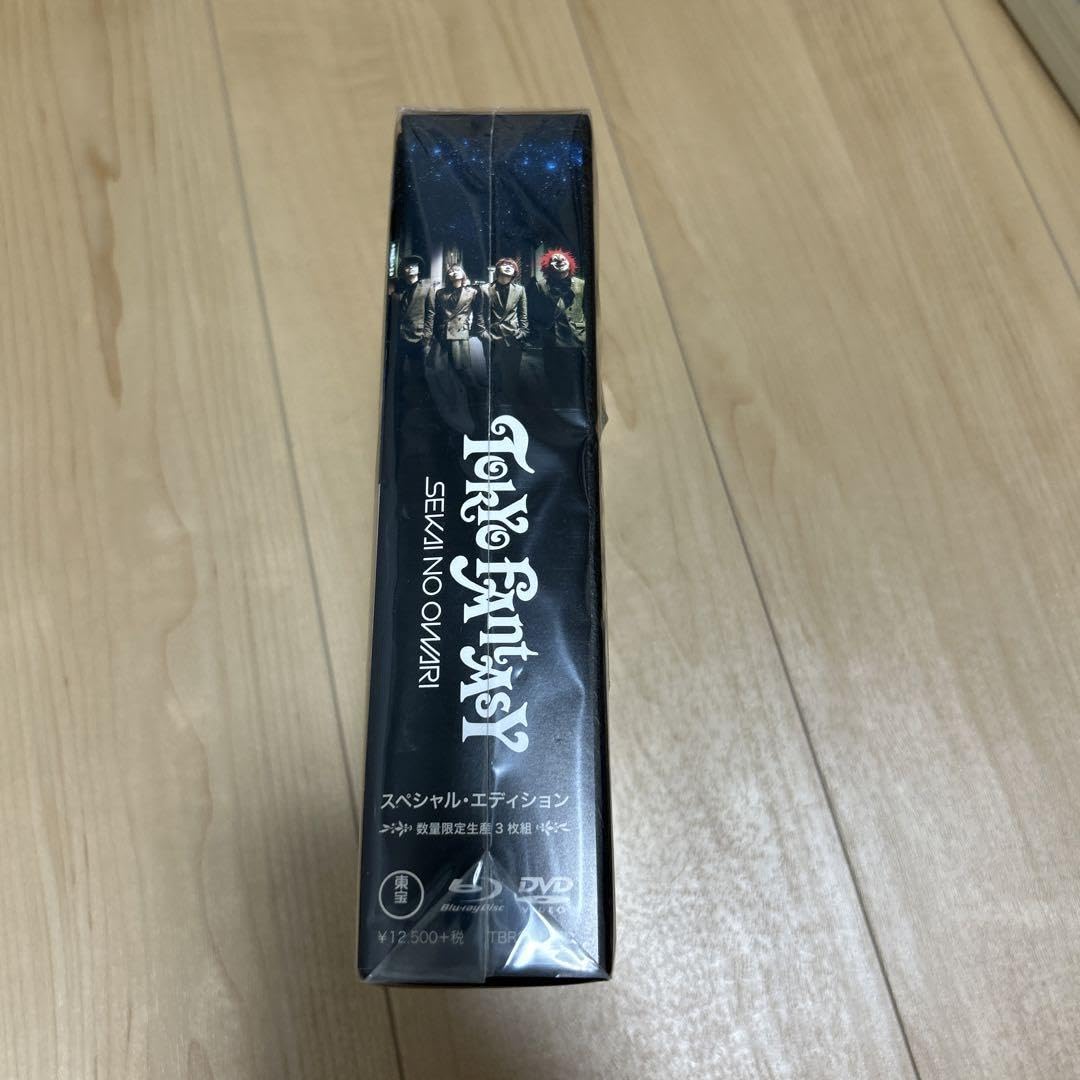 TOKYO FANTASY
SEKAI NO OWARI
スペシャル・エディション
数量限定生産3枚組
東宝
Blu-ray Disc
DVD
VIDEO
¥12,500+税